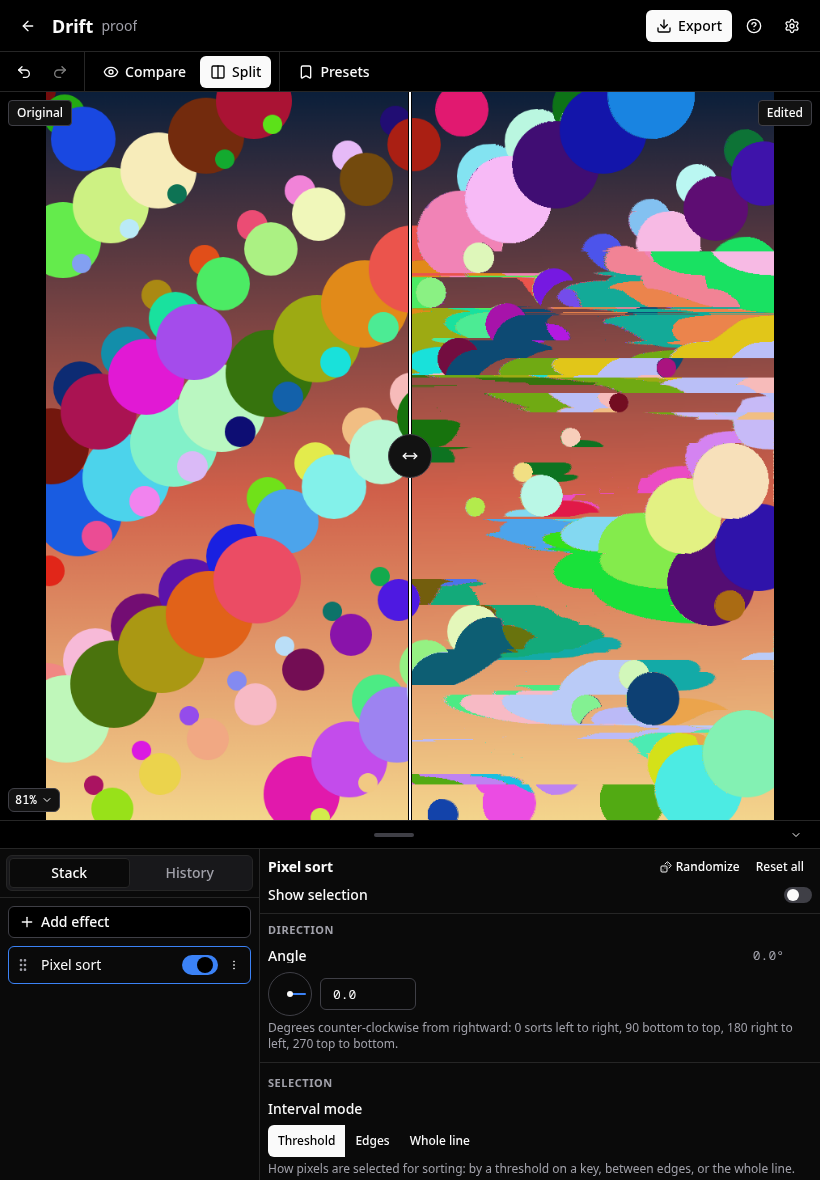 Drift proof
Export
Compare
Split
Presets
Original
Edited
81%
Stack
History
Add effect
Pixel sort
Pixel sort
Randomize
Reset all
Show selection
DIRECTION
Angle
0.0°
0.0
Degrees counter-clockwise from rightward: 0 sorts left to right, 90 bottom to top, 180 right to
left, 270 top to bottom.
SELECTION
Interval mode
Threshold
Edges
Whole line
How pixels are selected for sorting: by a threshold on a key, between edges, or the whole line.